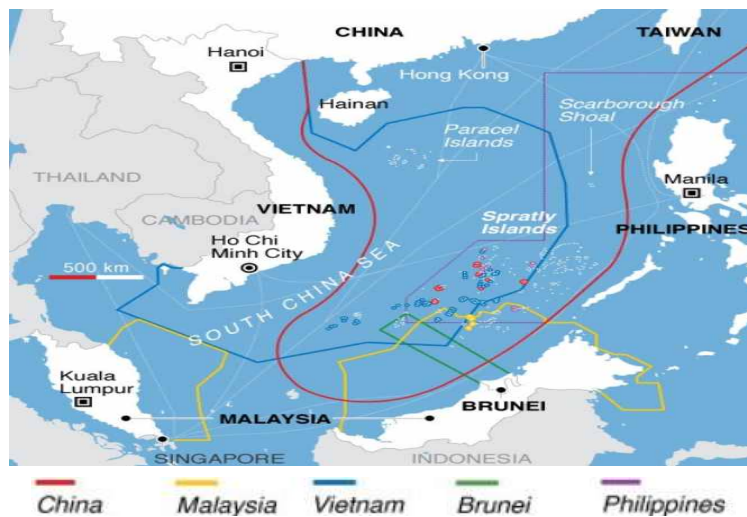 CHINA
TAIWAN
Hanoi
Hong Kong
Hainan
Scarborough
Shoal
Paracel
Islands
THAILAND
Manila
VIETNAM
CAMBODIA
Spratly
Islands
PHILIPPINES
Ho Chi
Minh City
500 km
SOUTH CHINA SEA
Kuala
Lumpur
BRUNEI
MALAYSIA
SINGAPORE
INDONESIA
China
Malaysia
Vietnam
Brunei
Philippines